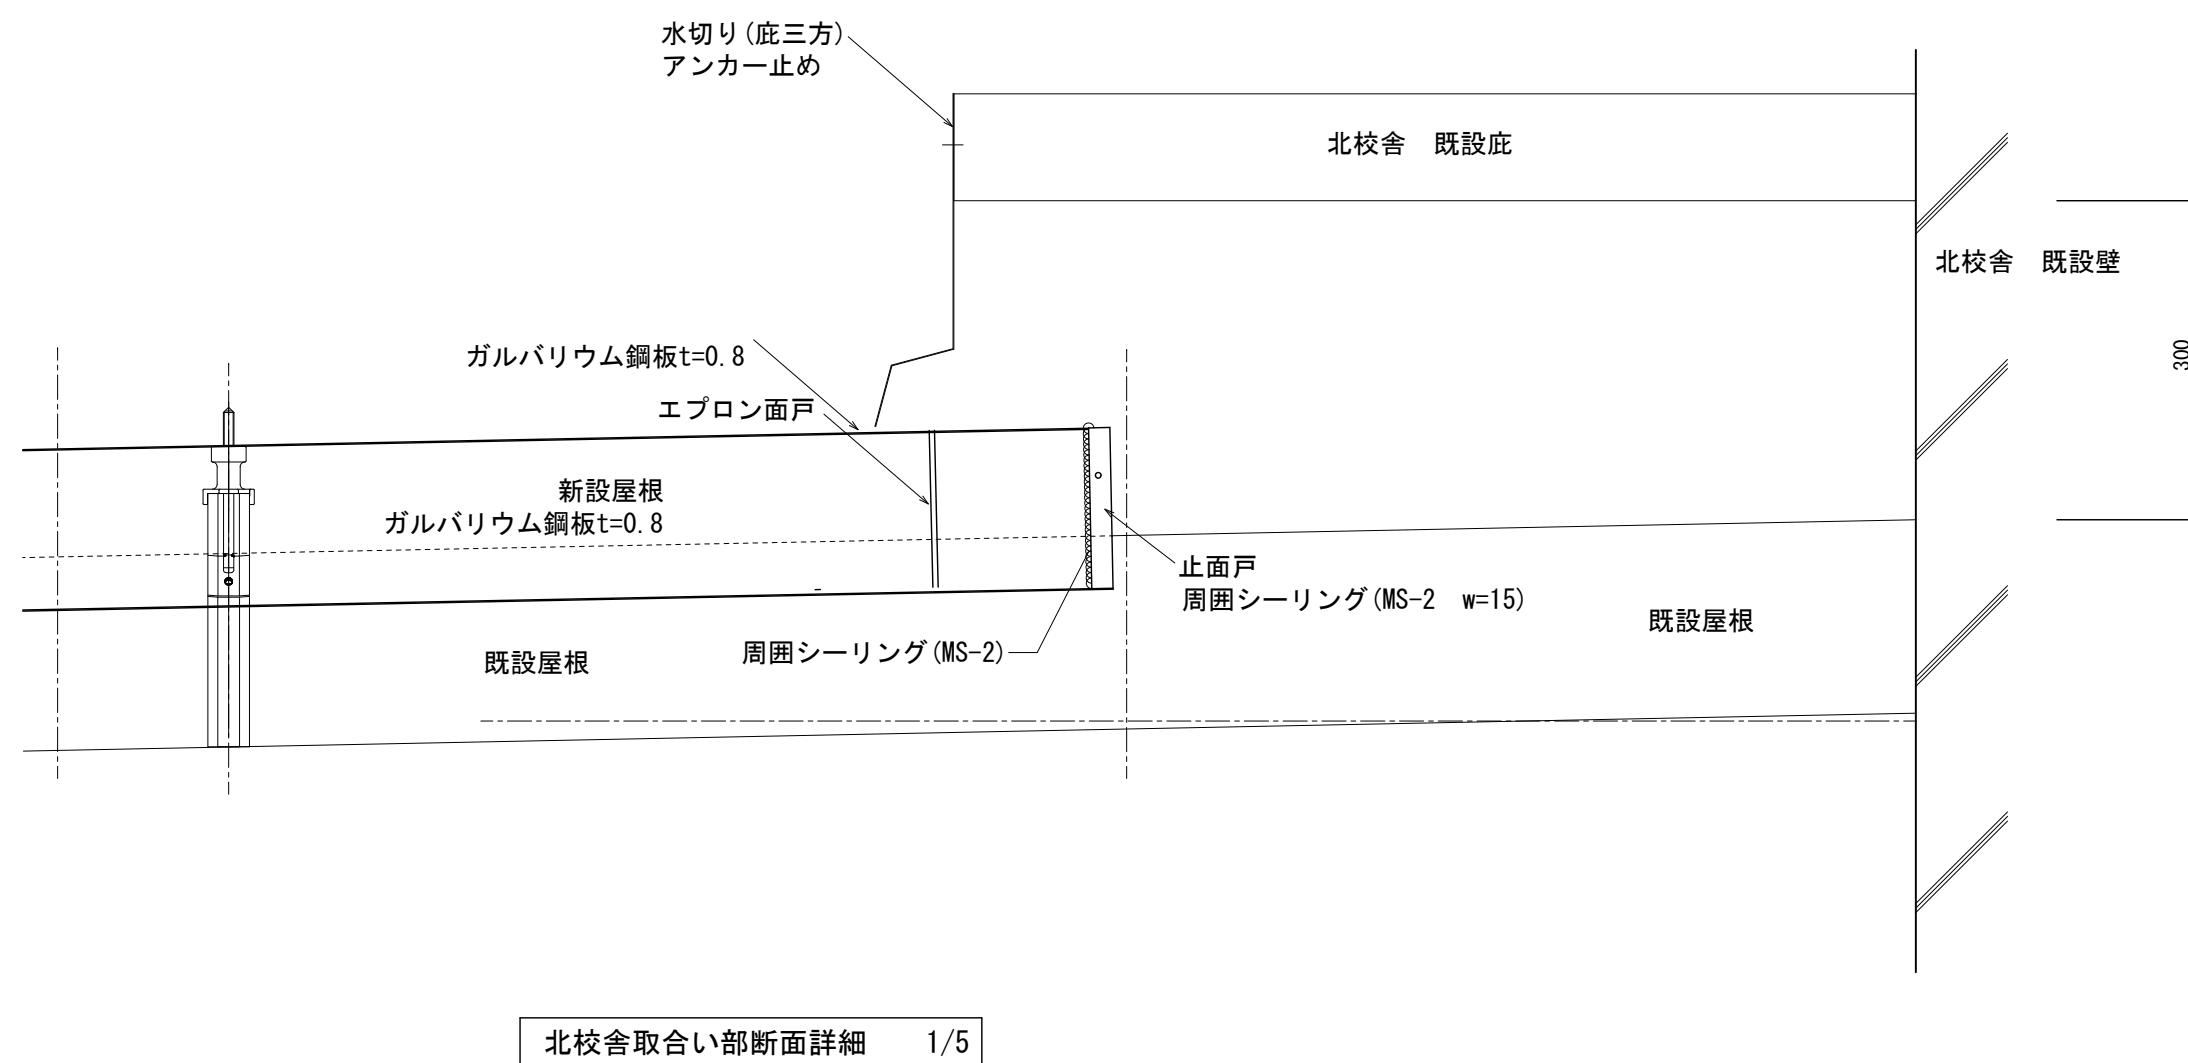 水切り(庇三方)
アンカー止め
北校舎　既設庇
北校舎　既設壁
300
ガルバリウム鋼板t=0.8
エプロン面戸
新設屋根
ガルバリウム鋼板t=0.8
止面戸
周囲シーリング(MS-2　w=15)
既設屋根
周囲シーリング(MS-2)
既設屋根
北校舎取合い部断面詳細　　1/5